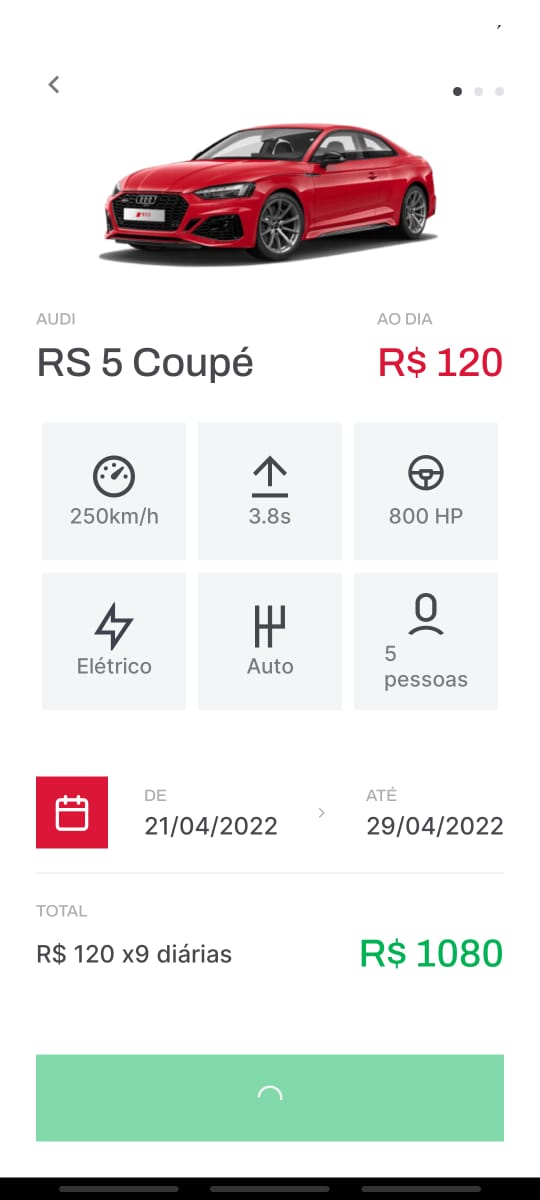 AUDI
AO DIA
RS 5 Coupé
R$ 120
250km/h
3.8s
800 HP
Elétrico
Auto
5
pessoas
DE
ATÉ
21/04/2022
29/04/2022
TOTAL
R$ 120 x9 diárias
R$ 1080